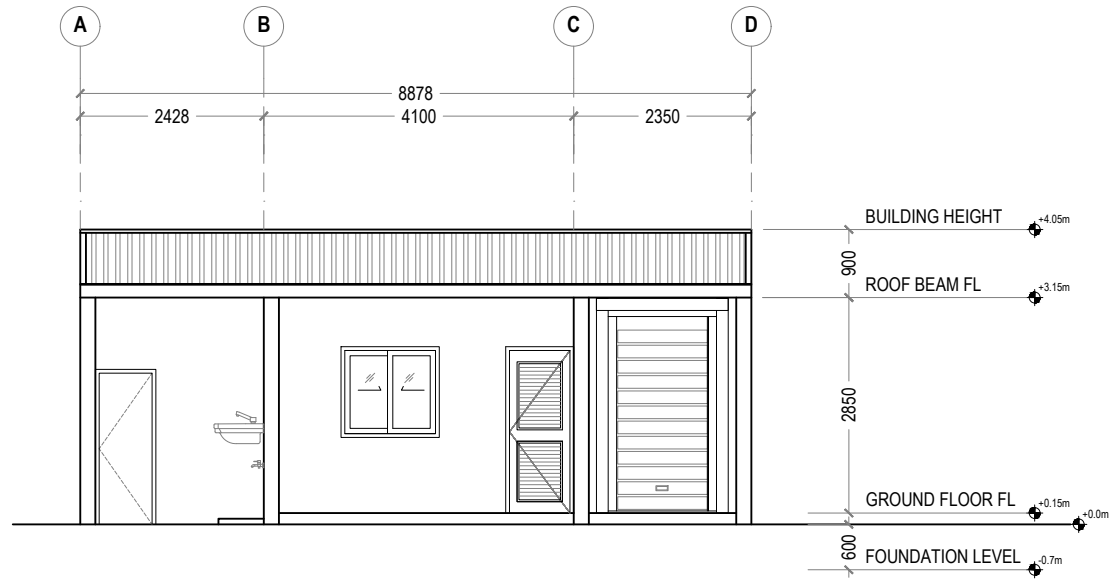 A B C D
8878
2428 4100 2350
BUILDING HEIGHT +4.05m
900
ROOF BEAM FL +3.15m
2850
GROUND FLOOR FL +0.15m
+0.0m
600
FOUNDATION LEVEL -0.7m